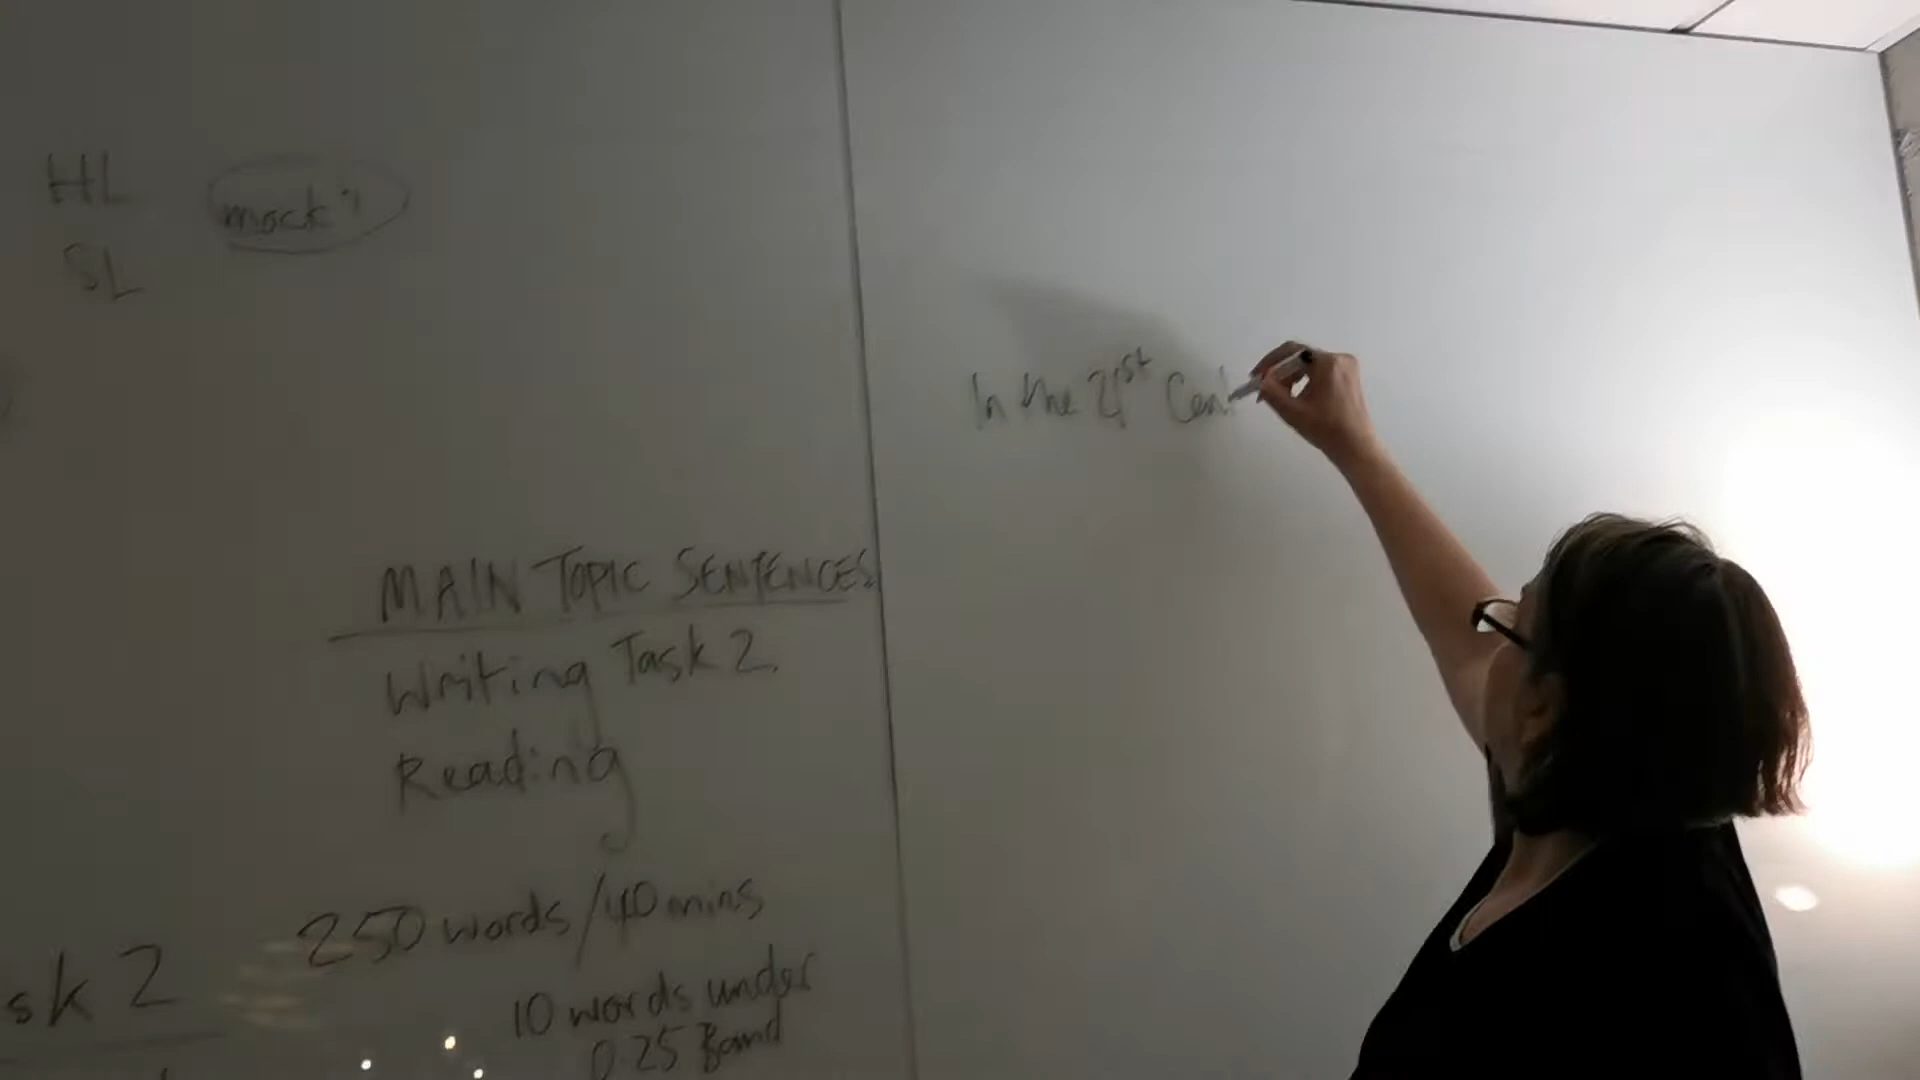 HL
mock
SL
MAIN TOPIC SENTENCES
Writing Task 2.
Reading
250 words/40 mins
10 words under
0.25 Band
sk 2
In the 21st Cent